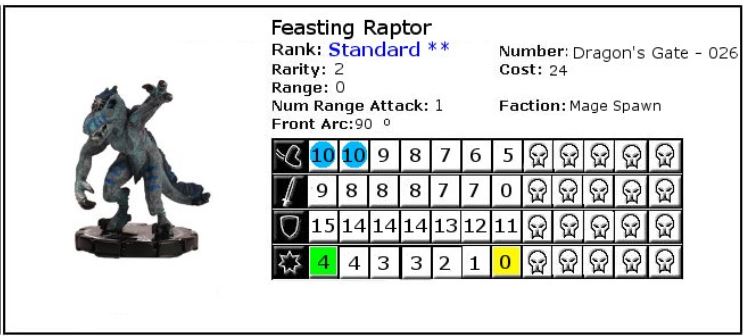 Feasting Raptor
Rank: Standard **
Number: Dragon's Gate - 026
Rarity: 2
Cost: 24
Range: 0
Num Range Attack: 1
Faction: Mage Spawn
Front Arc:90 º
10 10 9 8 7 6 5
9 8 8 8 7 7 0
15 14 14 14 13 12 11
4 4 3 3 2 1 0